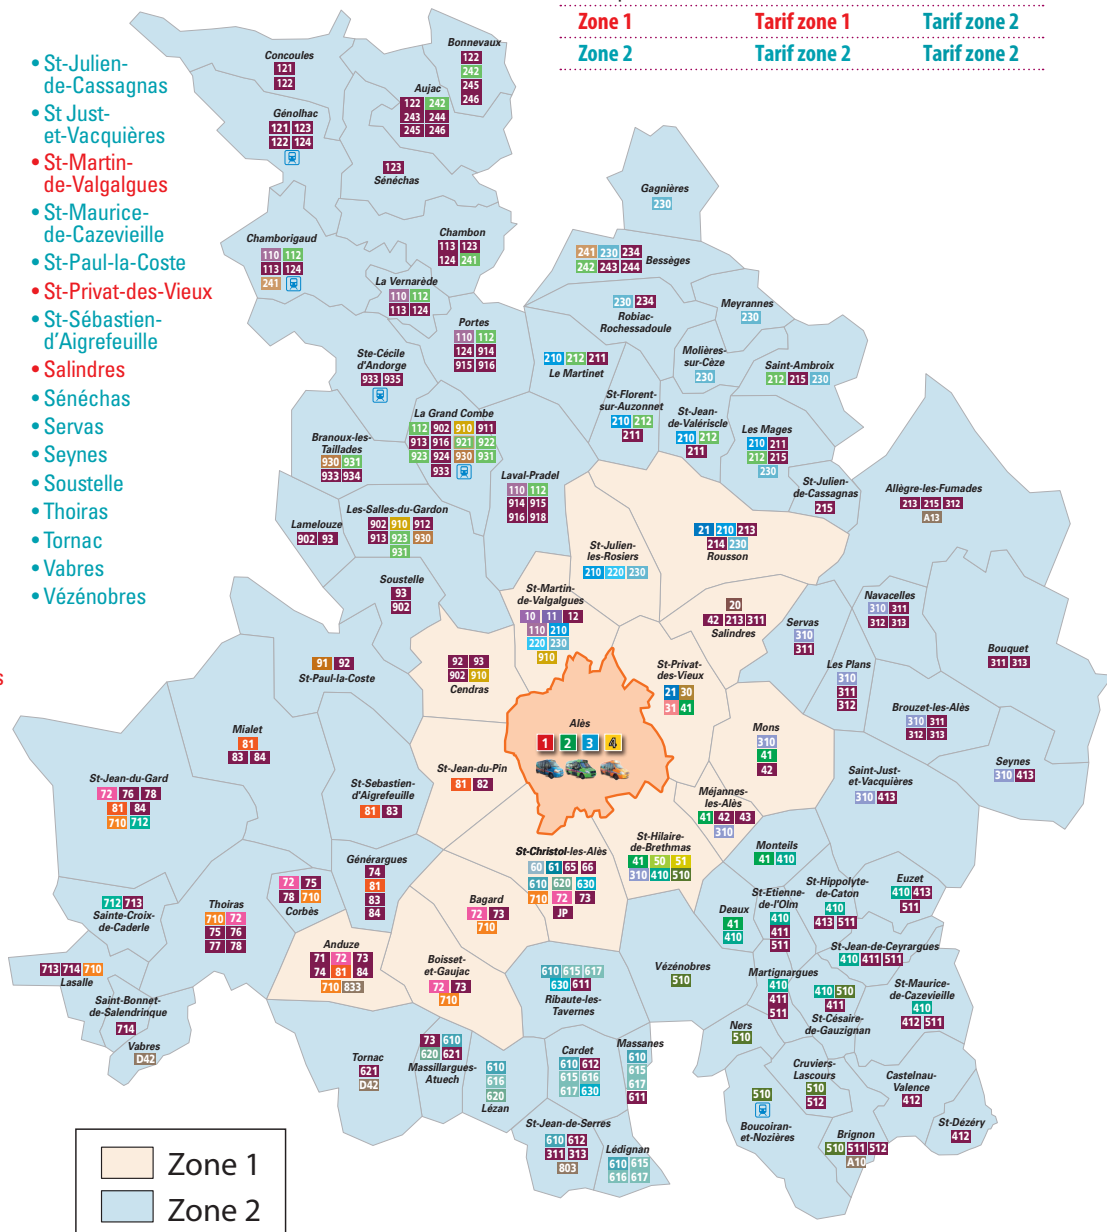 Zone 1 Tarif zone 1 Tarif zone 2
Zone 2 Tarif zone 2 Tarif zone 2
• St-Julien-
de-Cassagnas
• St Just-
et-Vacquières
• St-Martin-
de-Valgalgues
• St-Maurice-
de-Cazevieille
• St-Paul-la-Coste
• St-Privat-des-Vieux
• St-Sébastien-
d'Aigrefeuille
• Salindres
• Sénéchas
• Servas
• Seynes
• Soustelle
• Thoiras
• Tornac
• Vabres
• Vézénobres
s
Concoules
121
122
Bonnevaux
122
242
245
246
Aujac
122 242
243 244
245 246
Génolhac
121 123
122 124
123
Sénéchas
Gagnières
230
Chamborigaud
110 112
113 124
241
Chambon
113 123
124 241
241 230 234
242 243 244
Bessèges
La Vernarède
110 112
113 124
230 234
Robiac-
Rochessadoule
Meyrannes
230
Portes
110 112
124 914
915 916
Ste-Cécile
d'Andorge
933 935
210 212 211
Le Martinet
Molières-
sur-Cèze
230
Saint-Ambroix
212 215 230
St-Florent-
sur-Auzonnet
210 212
211
St-Jean-
de-Valériscle
210 212
211
Les Mages
210 211
212 215
230
La Grand Combe
112 902 910 911
913 916 921 922
923 924 930 931
933
Branoux-les-
Taillades
930 931
933 934
Laval-Pradel
110 112
914 915
916 918
St-Julien-
de-Cassagnas
215
Allègre-les-Fumades
213 215 312
A13
Les-Salles-du-Gardon
902 910 912
913 923 930
931
Lamelouze
902 93
21 210 213
214 230
Rousson
St-Julien-
les-Rosiers
210 220 230
Soustelle
93
902
St-Martin-
de-Valgalgues
10 11 12
110 210
220 230
910
20
42 213 311
Salindres
Navacelles
310 311
312 313
Servas
310
311
Bouquet
311 313
91 92
St-Paul-la-Coste
92 93
902 910
Cendras
St-Privat-
des-Vieux
21 30
31 41
Les Plans
310
311
312
Brouzet-les-Alès
310 311
312 313
Mialet
81
83 84
Alès
1 2 3 4
Mons
310
41
42
Seynes
310 413
St-Jean-du-Gard
72 76 78
81 84
710 712
St-Sebastien-
d'Aigrefeuille
81 83
St-Jean-du-Pin
81 82
Saint-Just-
et-Vacquières
310 413
Méjannes-
les-Alès
41 42 43
310
St-Hilaire-
de-Brethmas
41 50 51
310 410 510
Monteils
41 410
St-Christol-les-Alès
60 61 65 66
610 620 630
710 72 73
JP
Générargues
74
81
83
84
72 75
78 710
Corbès
Bagard
72 73
710
Euzet
410 413
511
St-Hippolyte-
de-Caton
410
413 511
St-Etienne-
de-l'Olm
410
411
511
Deaux
41
410
712 713
Sainte-Croix-
de-Caderle
Thoiras
710 72
75 76
77 78
Anduze
71 72 73
74 81 84
710 833
Boisset-
et-Gaujac
72 73
710
St-Jean-de-Ceyrargues
410 411 511
713 714 710
Lasalle
610 615 617
630 611
Ribaute-les-
Tavernes
Vézénobres
510
Martignargues
410
411
511
410 510
411
St-Césaire-
de-Gauzignan
St-Maurice-
de-Cazevieille
410
412 511
Saint-Bonnet-
de-Salendrinque
714
Vabres
D42
Ners
510
Tornac
621
D42
73 610
620 621
Massillargues-
Atuech
610
616
620
Lézan
Cardet
610 612
615 616
617 630
Massanes
610
615
617
611
Cruviers-
Lascours
510
512
Castelnau-
Valence
412
510
Boucoiran-
et-Nozières
St-Dézéry
412
St-Jean-de-Serres
610 612
311 313
803
Lédignan
610 615
616 617
Brignon
510 511 512
A10
Zone 1
Zone 2